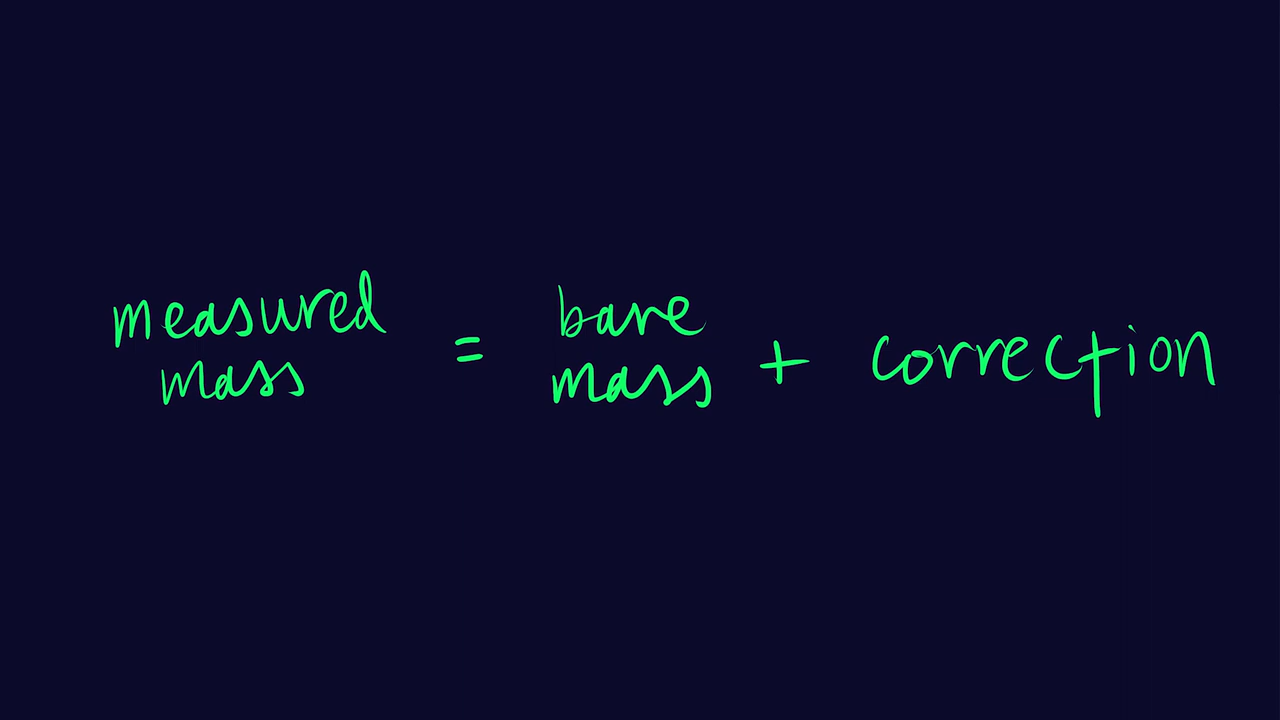 measured
mass = bare
mass + correction